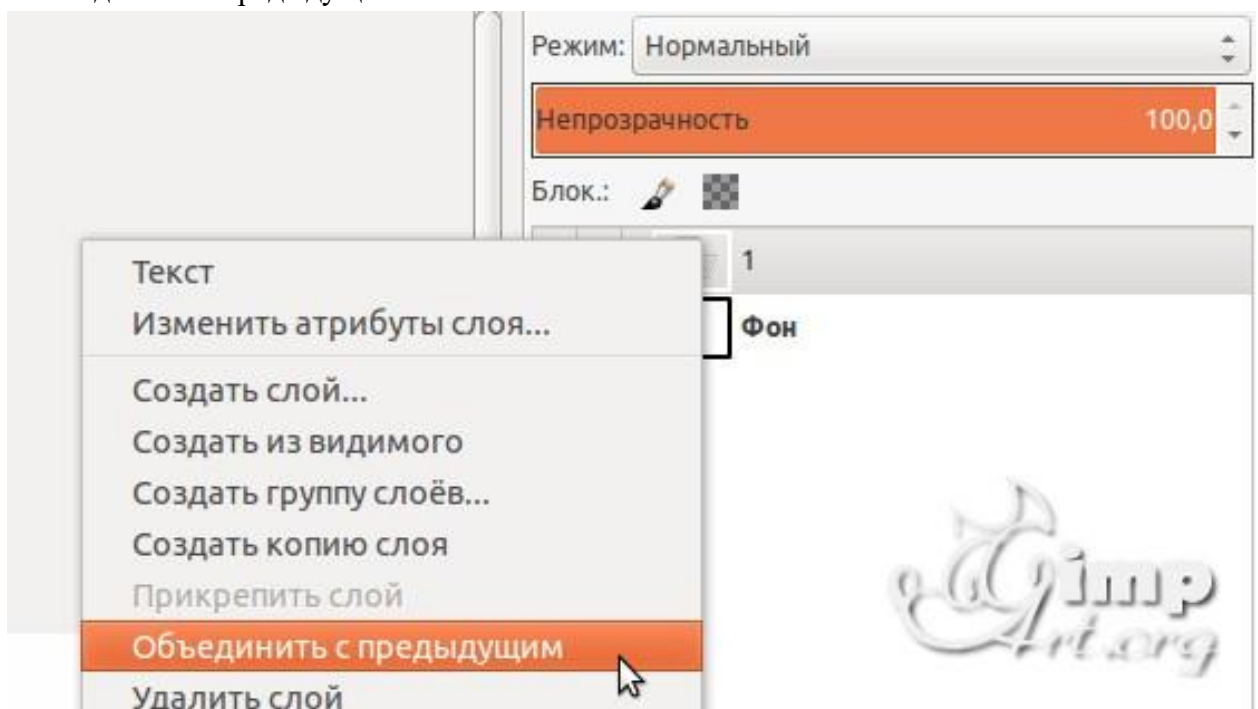 Режим: Нормальный
Непрозрачность 100,0
Блок.:
1
Фон
Текст
Изменить атрибуты слоя...
Создать слой...
Создать из видимого
Создать группу слоёв...
Создать копию слоя
Прикрепить слой
Объединить с предыдущим
Удалить слой
Gimp
Art.org